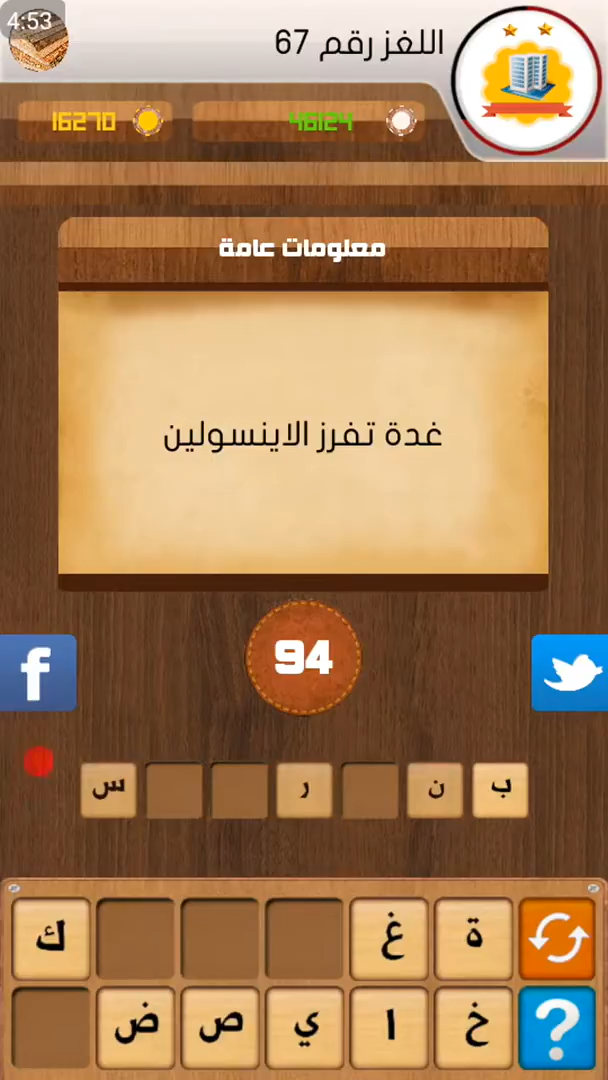 4:53
اللغز رقم 67
16270
46124
معلومات عامة
غدة تفرز الاينسولين
94
f
ب ن ر س
ة غ ك
خ ا ي ص ض
?